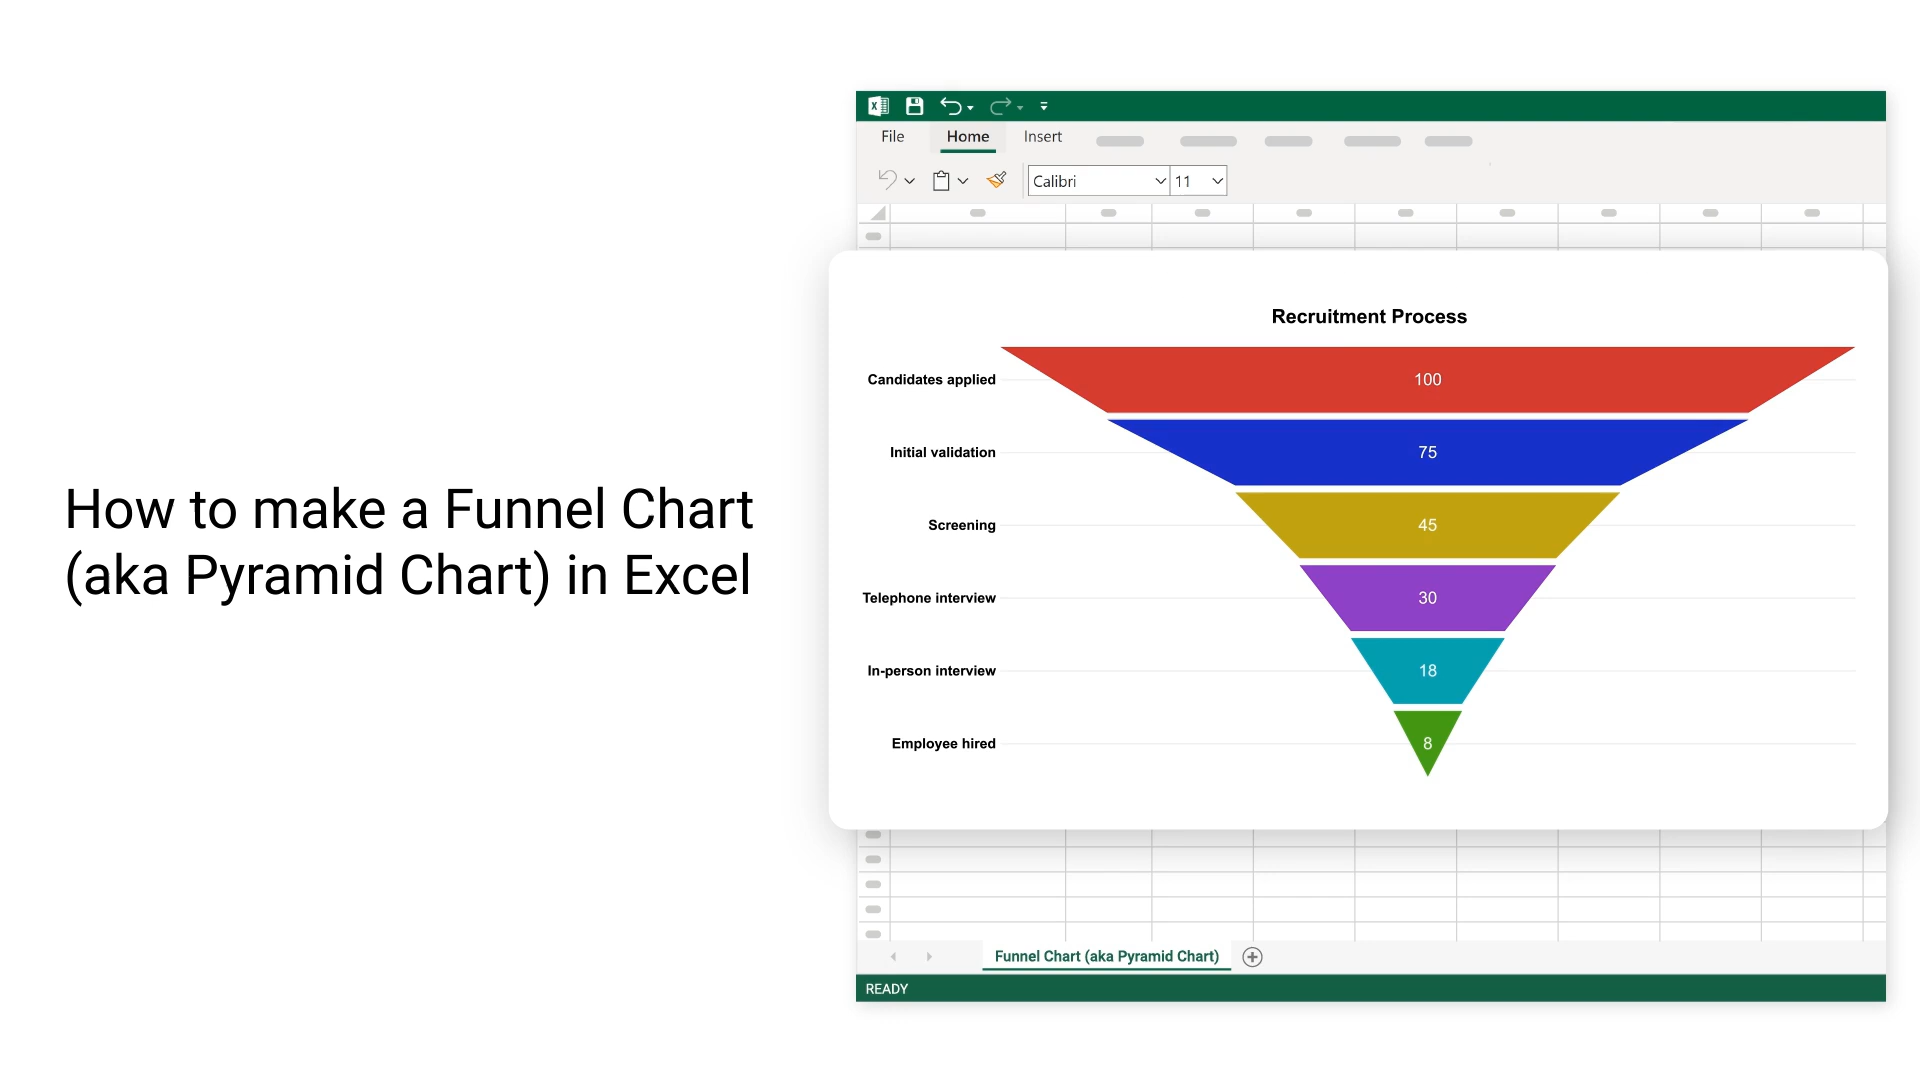 How to make a Funnel Chart
(aka Pyramid Chart) in Excel
File Home Insert
Calibri 11
Recruitment Process
Candidates applied 100
Initial validation 75
Screening 45
Telephone interview 30
In-person interview 18
Employee hired 8
Funnel Chart (aka Pyramid Chart)
READY